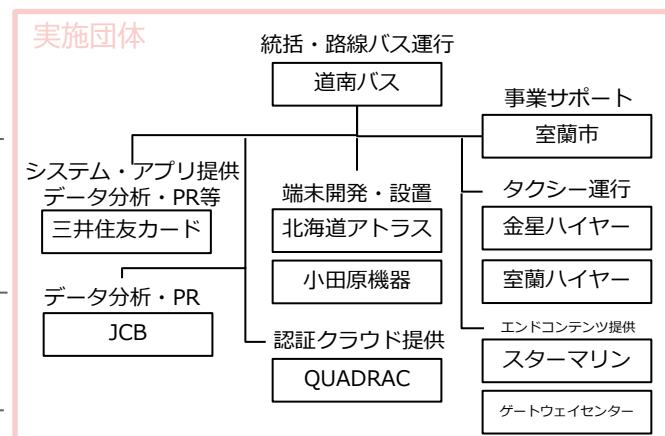 実施団体
統括・路線バス運行
道南バス
事業サポート
室蘭市
システム・アプリ提供
データ分析・PR等
三井住友カード
端末開発・設置
北海道アトラス
小田原機器
タクシー運行
金星ハイヤー
室蘭ハイヤー
データ分析・PR
JCB
認証クラウド提供
QUADRAC
エンドコンテンツ提供
スターマリン
ゲートウェイセンター